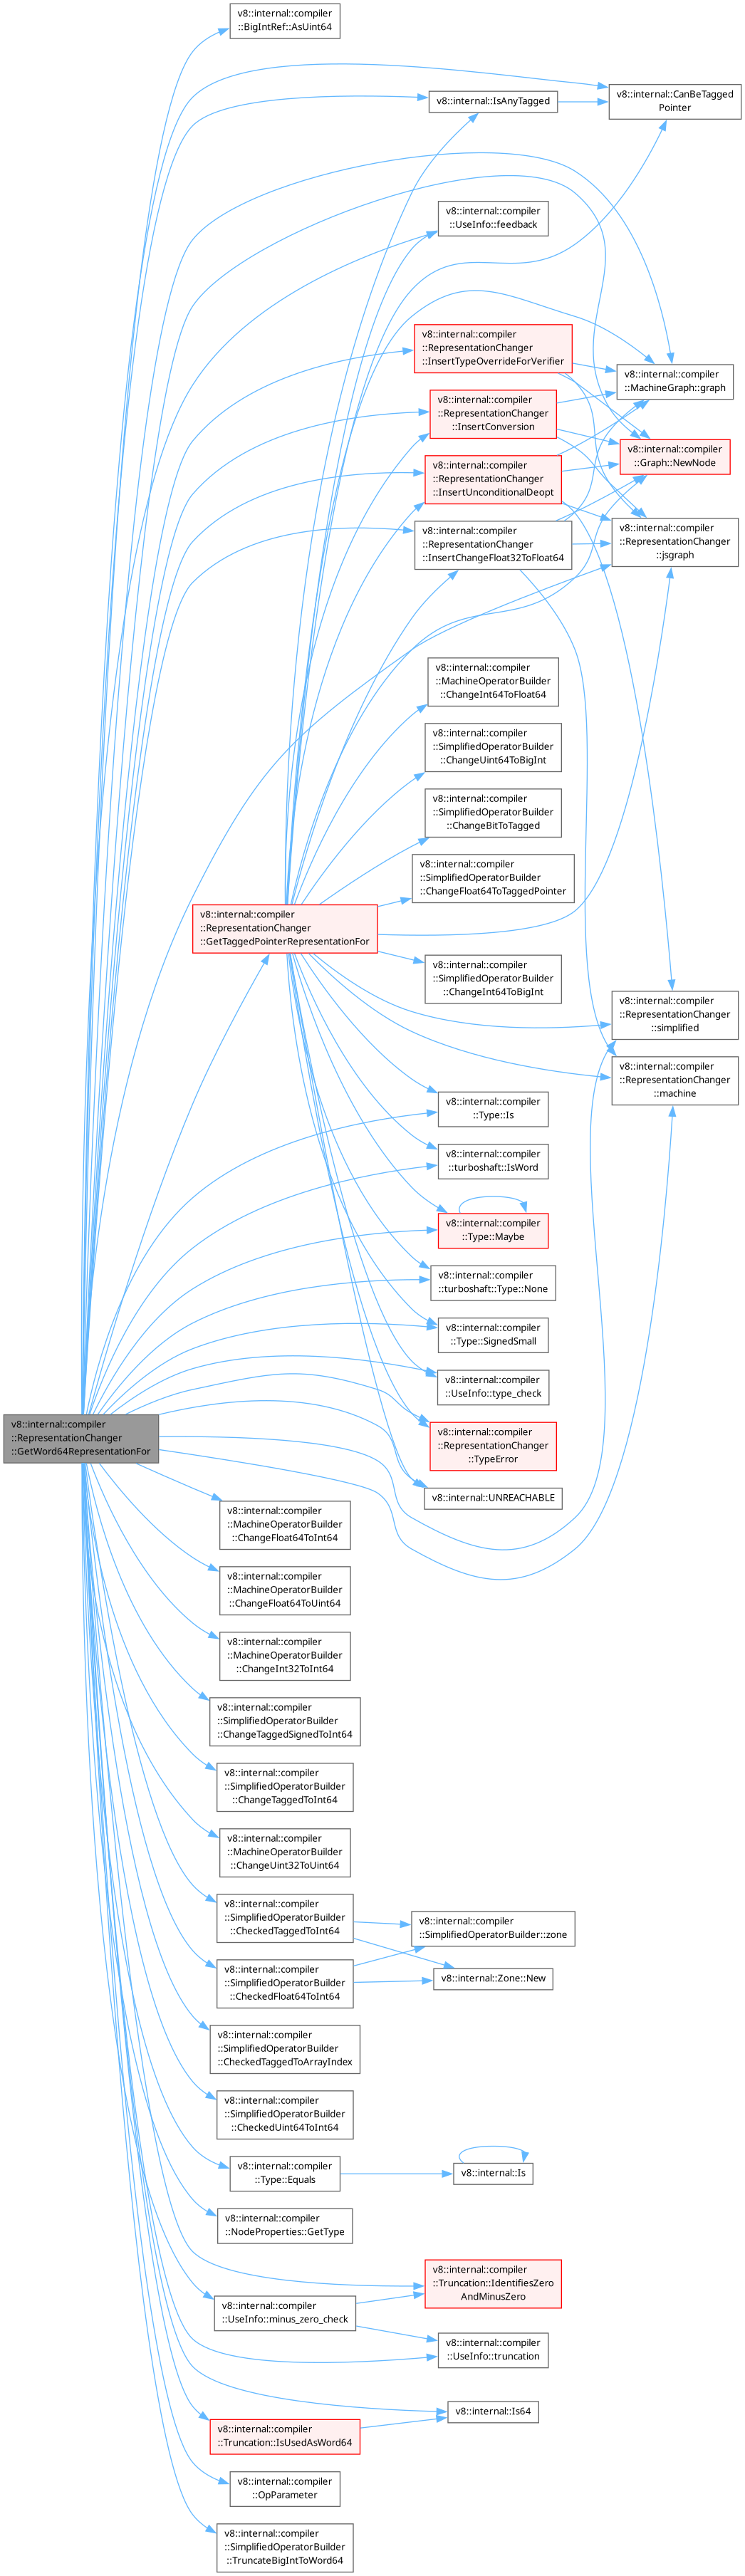 v8::internal::compiler
::BigIntRef::AsUint64
v8::internal::CanBeTagged
Pointer
v8::internal::IsAnyTagged
v8::internal::compiler
::UseInfo::feedback
v8::internal::compiler
::RepresentationChanger
::InsertTypeOverrideForVerifier
v8::internal::compiler
::MachineGraph::graph
v8::internal::compiler
::RepresentationChanger
::InsertConversion
v8::internal::compiler
::Graph::NewNode
v8::internal::compiler
::RepresentationChanger
::InsertUnconditionalDeopt
v8::internal::compiler
::RepresentationChanger
::jsgraph
v8::internal::compiler
::RepresentationChanger
::InsertChangeFloat32ToFloat64
v8::internal::compiler
::MachineOperatorBuilder
::ChangeInt64ToFloat64
v8::internal::compiler
::SimplifiedOperatorBuilder
::ChangeUint64ToBigInt
v8::internal::compiler
::SimplifiedOperatorBuilder
::ChangeBitToTagged
v8::internal::compiler
::SimplifiedOperatorBuilder
::ChangeFloat64ToTaggedPointer
v8::internal::compiler
::RepresentationChanger
::GetTaggedPointerRepresentationFor
v8::internal::compiler
::SimplifiedOperatorBuilder
::ChangeInt64ToBigInt
v8::internal::compiler
::RepresentationChanger
::simplified
v8::internal::compiler
::RepresentationChanger
::machine
v8::internal::compiler
::Type::Is
v8::internal::compiler
::turboshaft::IsWord
v8::internal::compiler
::Type::Maybe
v8::internal::compiler
::turboshaft::Type::None
v8::internal::compiler
::Type::SignedSmall
v8::internal::compiler
::UseInfo::type_check
v8::internal::compiler
::RepresentationChanger
::GetWord64RepresentationFor
v8::internal::compiler
::RepresentationChanger
::TypeError
v8::internal::UNREACHABLE
v8::internal::compiler
::MachineOperatorBuilder
::ChangeFloat64ToInt64
v8::internal::compiler
::MachineOperatorBuilder
::ChangeFloat64ToUint64
v8::internal::compiler
::MachineOperatorBuilder
::ChangeInt32ToInt64
v8::internal::compiler
::SimplifiedOperatorBuilder
::ChangeTaggedSignedToInt64
v8::internal::compiler
::SimplifiedOperatorBuilder
::ChangeTaggedToInt64
v8::internal::compiler
::MachineOperatorBuilder
::ChangeUint32ToUint64
v8::internal::compiler
::SimplifiedOperatorBuilder
::CheckedTaggedToInt64
v8::internal::compiler
::SimplifiedOperatorBuilder::zone
v8::internal::compiler
::SimplifiedOperatorBuilder
::CheckedFloat64ToInt64
v8::internal::Zone::New
v8::internal::compiler
::SimplifiedOperatorBuilder
::CheckedTaggedToArrayIndex
v8::internal::compiler
::SimplifiedOperatorBuilder
::CheckedUint64ToInt64
v8::internal::compiler
::Type::Equals
v8::internal::Is
v8::internal::compiler
::NodeProperties::GetType
v8::internal::compiler
::Truncation::IdentifiesZero
AndMinusZero
v8::internal::compiler
::UseInfo::minus_zero_check
v8::internal::compiler
::UseInfo::truncation
v8::internal::Is64
v8::internal::compiler
::Truncation::IsUsedAsWord64
v8::internal::compiler
::OpParameter
v8::internal::compiler
::SimplifiedOperatorBuilder
::TruncateBigIntToWord64